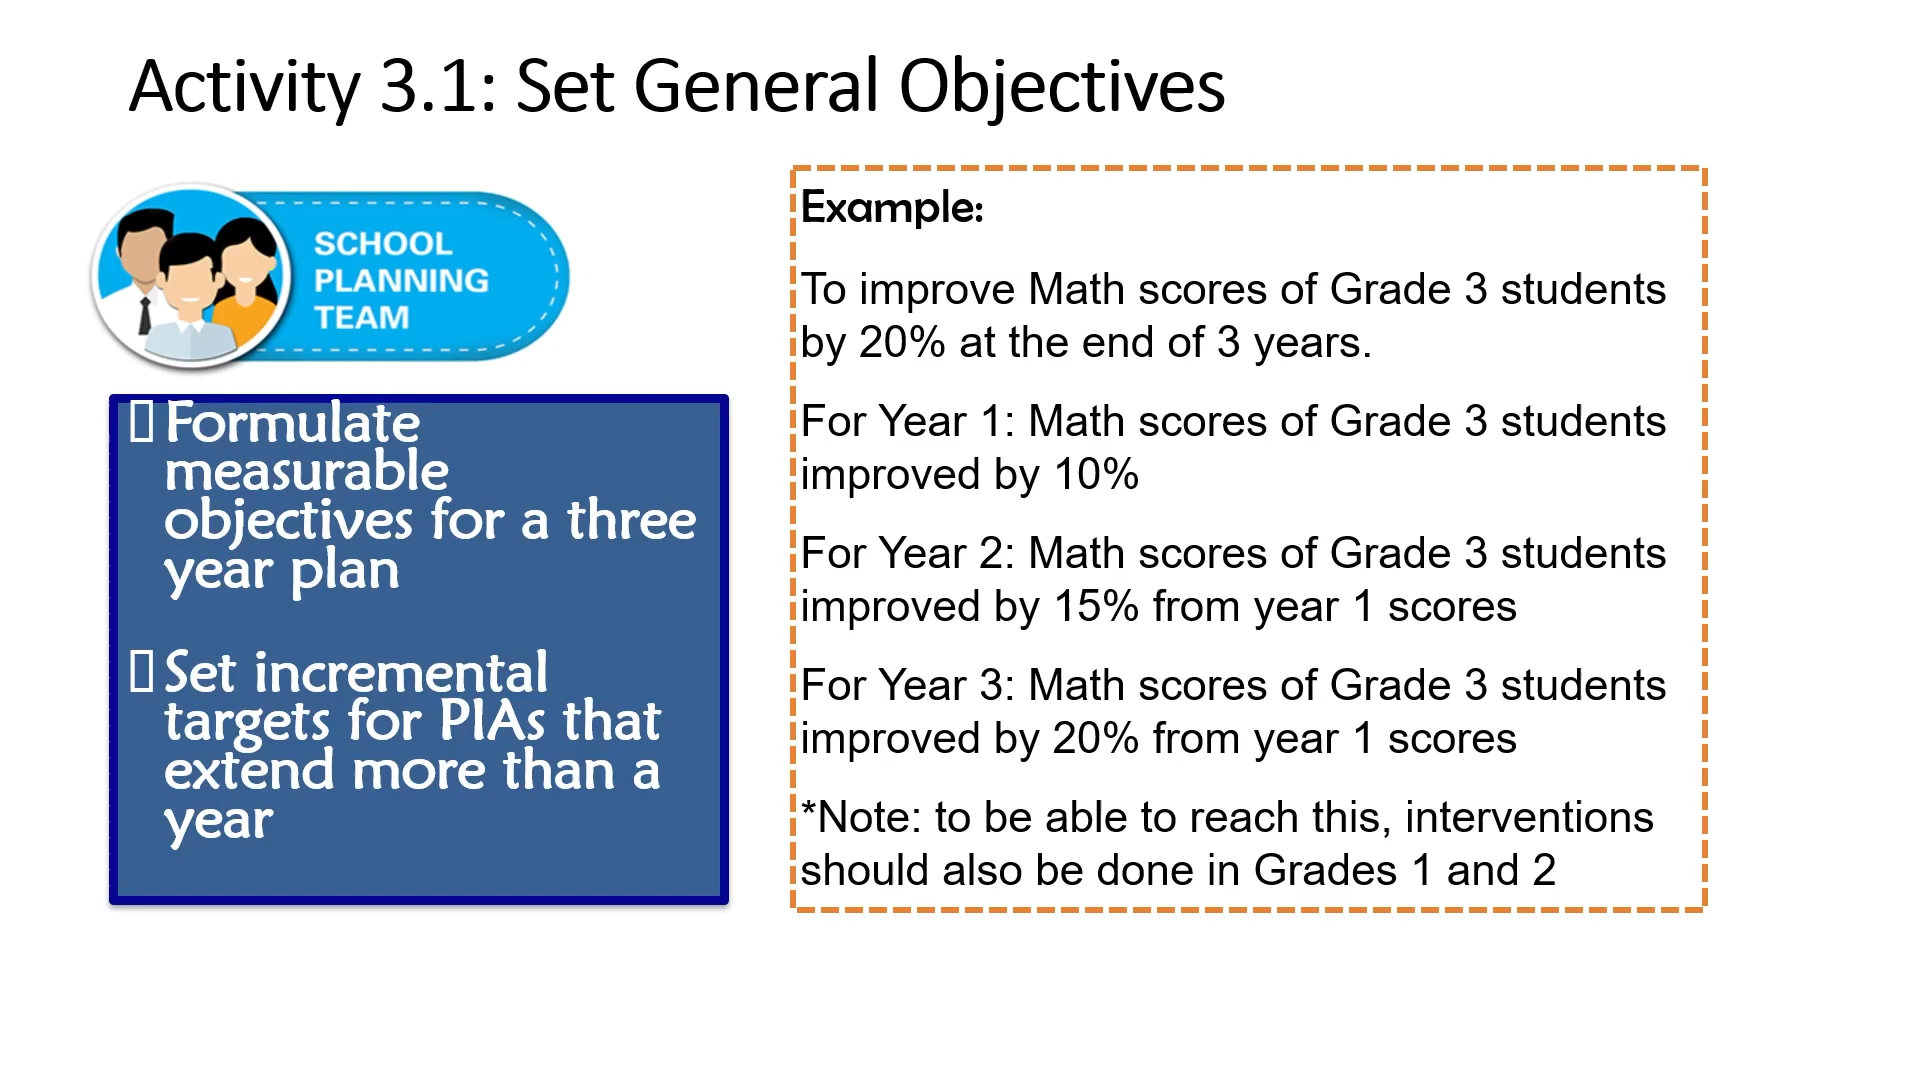 Activity 3.1: Set General Objectives
SCHOOL
PLANNING
TEAM
Formulate
measurable
objectives for a three
year plan
Set incremental
targets for PIAs that
extend more than a
year
Example:
To improve Math scores of Grade 3 students
by 20% at the end of 3 years.
For Year 1: Math scores of Grade 3 students
improved by 10%
For Year 2: Math scores of Grade 3 students
improved by 15% from year 1 scores
For Year 3: Math scores of Grade 3 students
improved by 20% from year 1 scores
*Note: to be able to reach this, interventions
should also be done in Grades 1 and 2